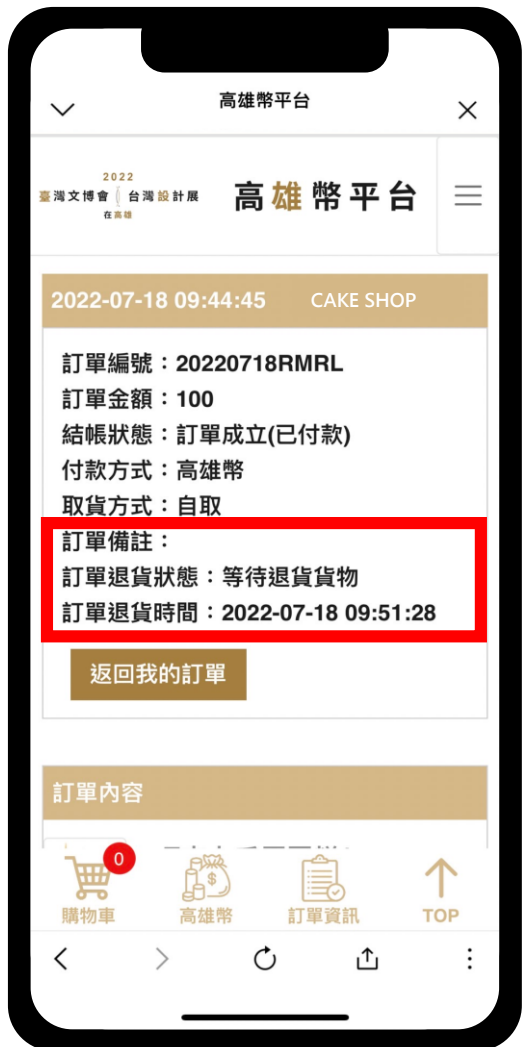 高雄幣平台
2022
臺灣文博會 台灣設計展
在高雄
高雄幣平台
2022-07-18 09:44:45 CAKE SHOP
訂單編號：20220718RMRL
訂單金額：100
結帳狀態：訂單成立(已付款)
付款方式：高雄幣
取貨方式：自取
訂單備註：
訂單退貨狀態：等待退貨貨物
訂單退貨時間：2022-07-18 09:51:28
返回我的訂單
訂單內容
0
$
購物車 高雄幣 訂單資訊 TOP